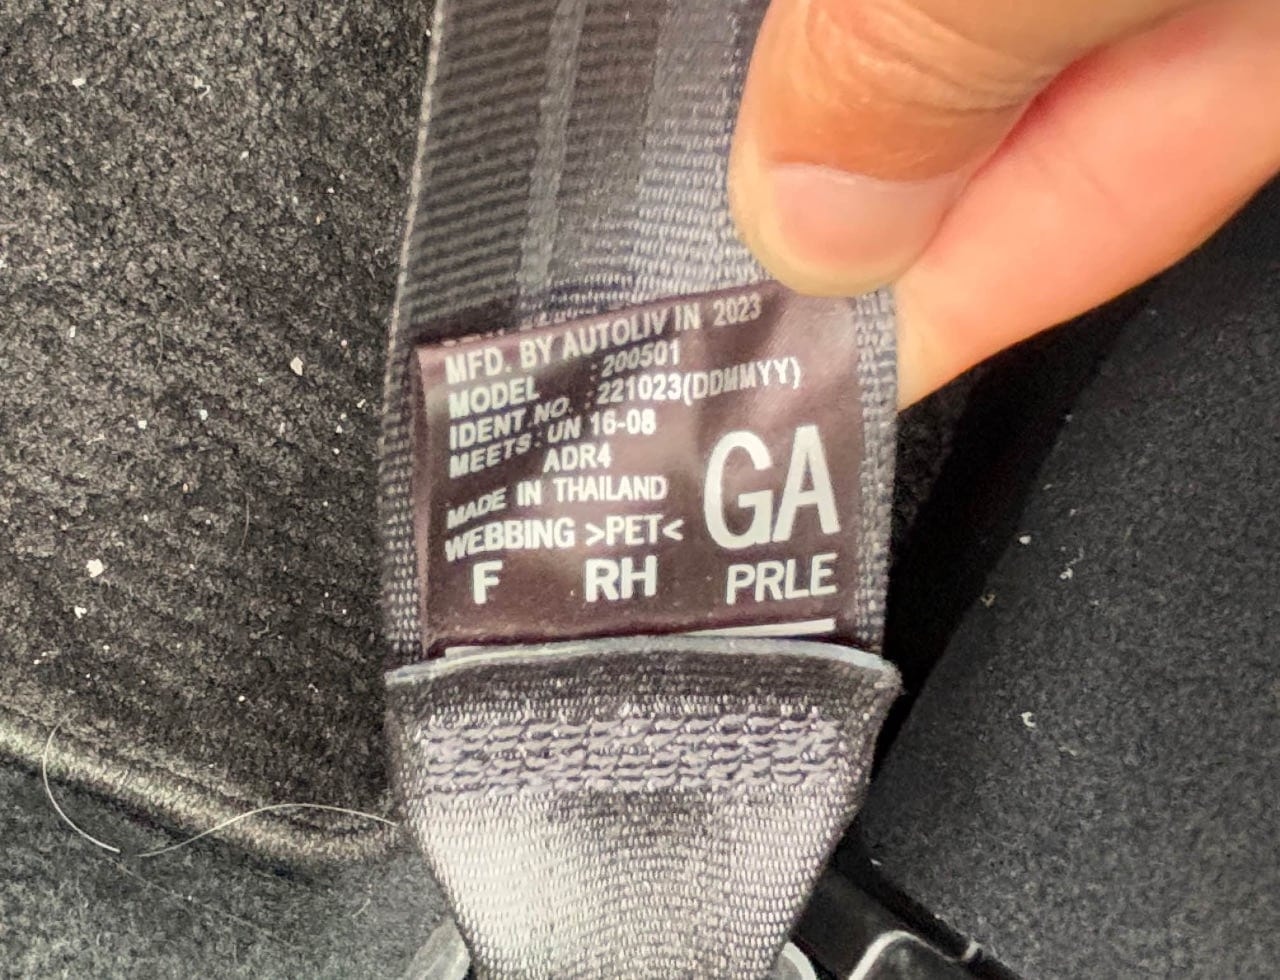 MFD. BY AUTOLIV IN 2023
MODEL : 200501
IDENT.NO. : 221023(DDMMYY)
MEETS: UN 16-08
ADR4
MADE IN THAILAND
WEBBING >PET<
GA
F RH PRLE